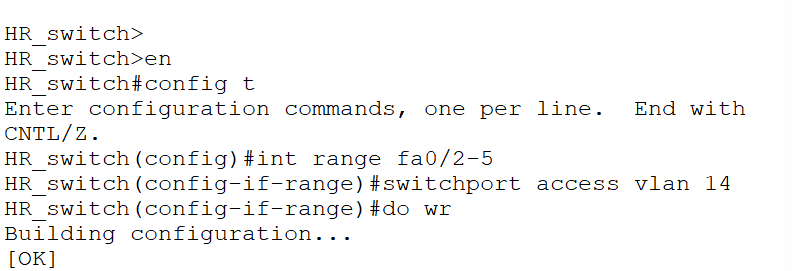 HR_switch>
HR_switch>en
HR_switch#config t
Enter configuration commands, one per line.  End with
CNTL/Z.
HR_switch(config)#int range fa0/2-5
HR_switch(config-if-range)#switchport access vlan 14
HR_switch(config-if-range)#do wr
Building configuration...
[OK]